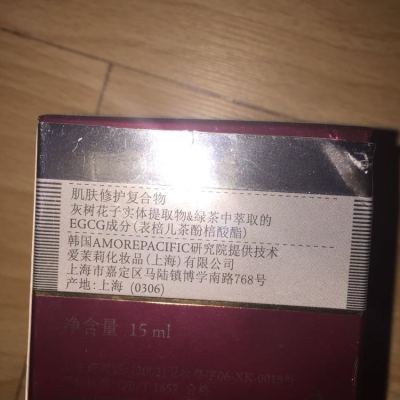 肌肤修护复合物
灰树花子实体提取物&绿茶中萃取的
EGCG成分(表棓儿茶酚棓酸酯)
韩国AMOREPACIFIC研究院提供技术
爱茉莉化妆品(上海)有限公司
上海市嘉定区马陆镇博学南路768号
产地:上海 (0306)
净含量 15 ml